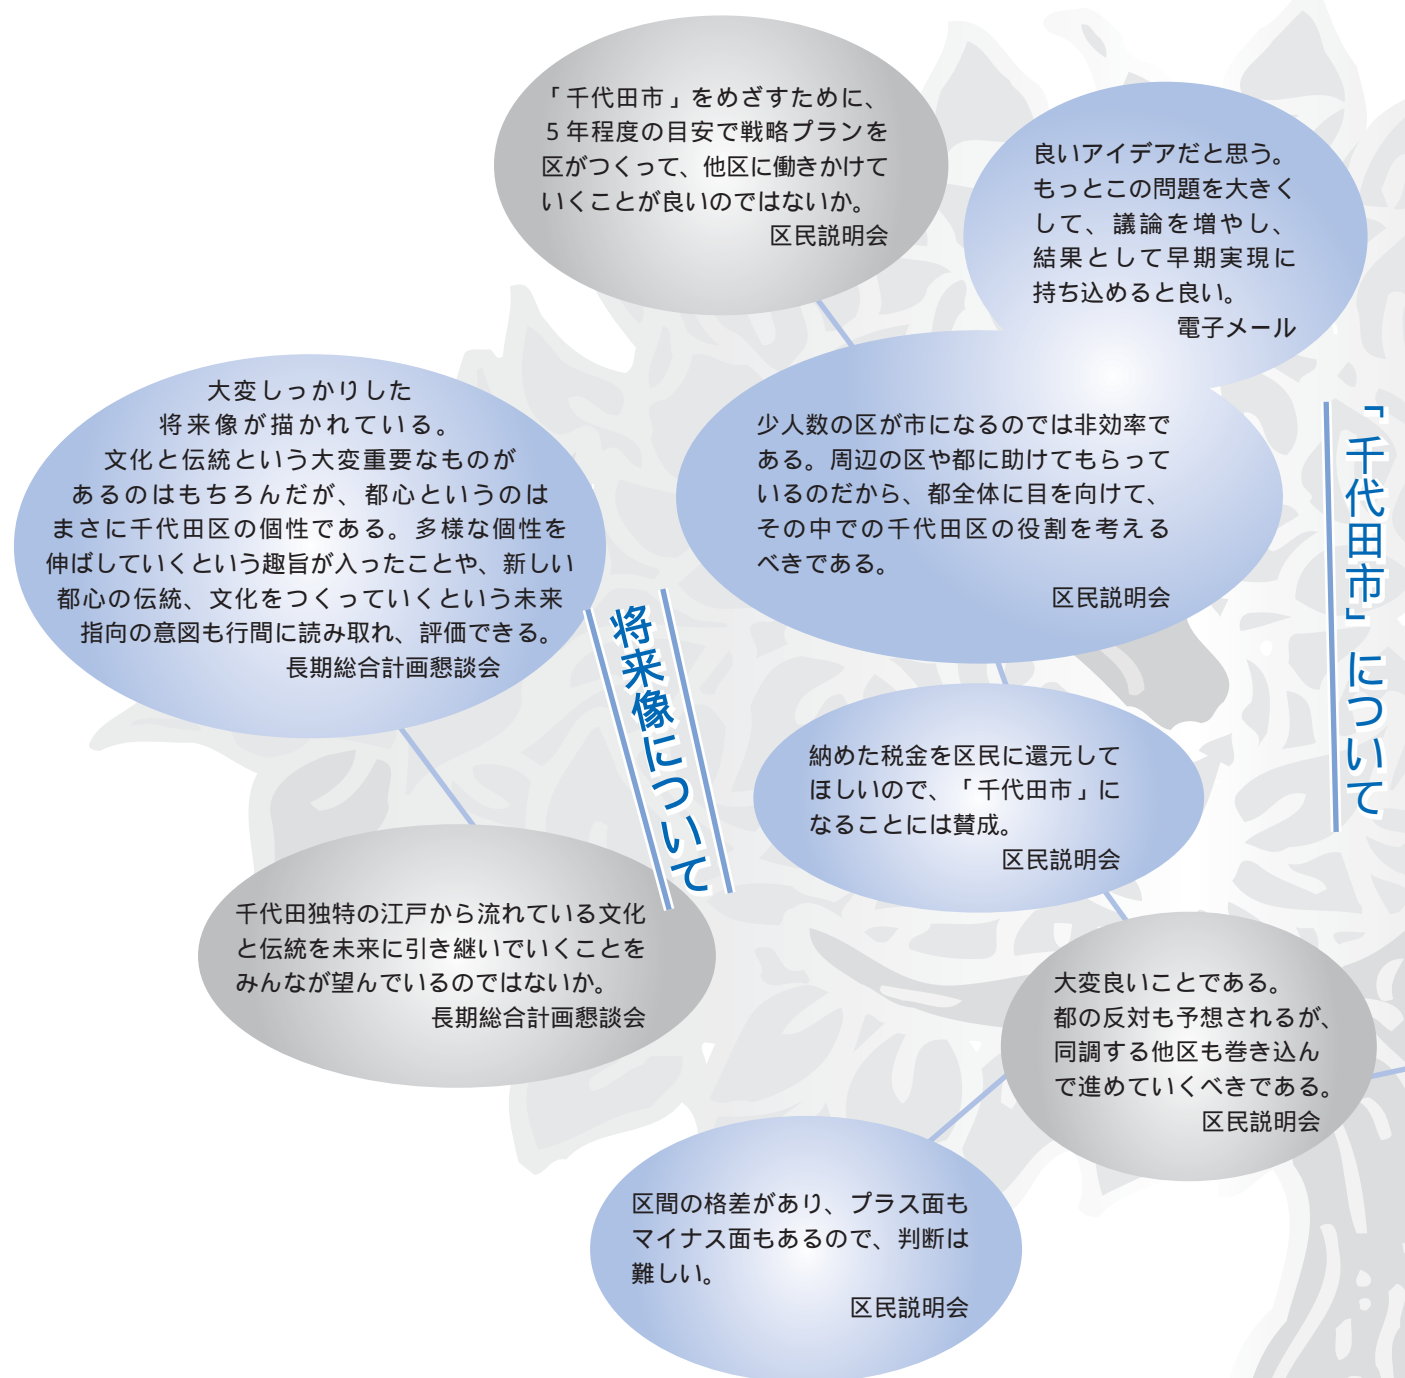 「千代田市」をめざすために、
5年程度の目安で戦略プランを
区がつくって、他区に働きかけて
いくことが良いのではないか。
区民説明会
良いアイデアだと思う。
もっとこの問題を大きく
して、議論を増やし、
結果として早期実現に
持ち込めると良い。
電子メール
「千代田市」について
少人数の区が市になるのでは非効率で
ある。周辺の区や都に助けてもらって
いるのだから、都全体に目を向けて、
その中での千代田区の役割を考える
べきである。
区民説明会
大変しっかりした
将来像が描かれている。
文化と伝統という大変重要なものが
あるのはもちろんだが、都心というのは
まさに千代田区の個性である。多様な個性を
伸ばしていくという趣旨が入ったことや、新しい
都心の伝統、文化をつくっていくという未来
指向の意図も行間に読み取れ、評価できる。
長期総合計画懇談会
将来像について
納めた税金を区民に還元して
ほしいので、「千代田市」に
なることには賛成。
区民説明会
千代田独特の江戸から流れている文化
と伝統を未来に引き継いでいくことを
みんなが望んでいるのではないか。
長期総合計画懇談会
大変良いことである。
都の反対も予想されるが、
同調する他区も巻き込ん
で進めていくべきである。
区民説明会
区間の格差があり、プラス面も
マイナス面もあるので、判断は
難しい。
区民説明会